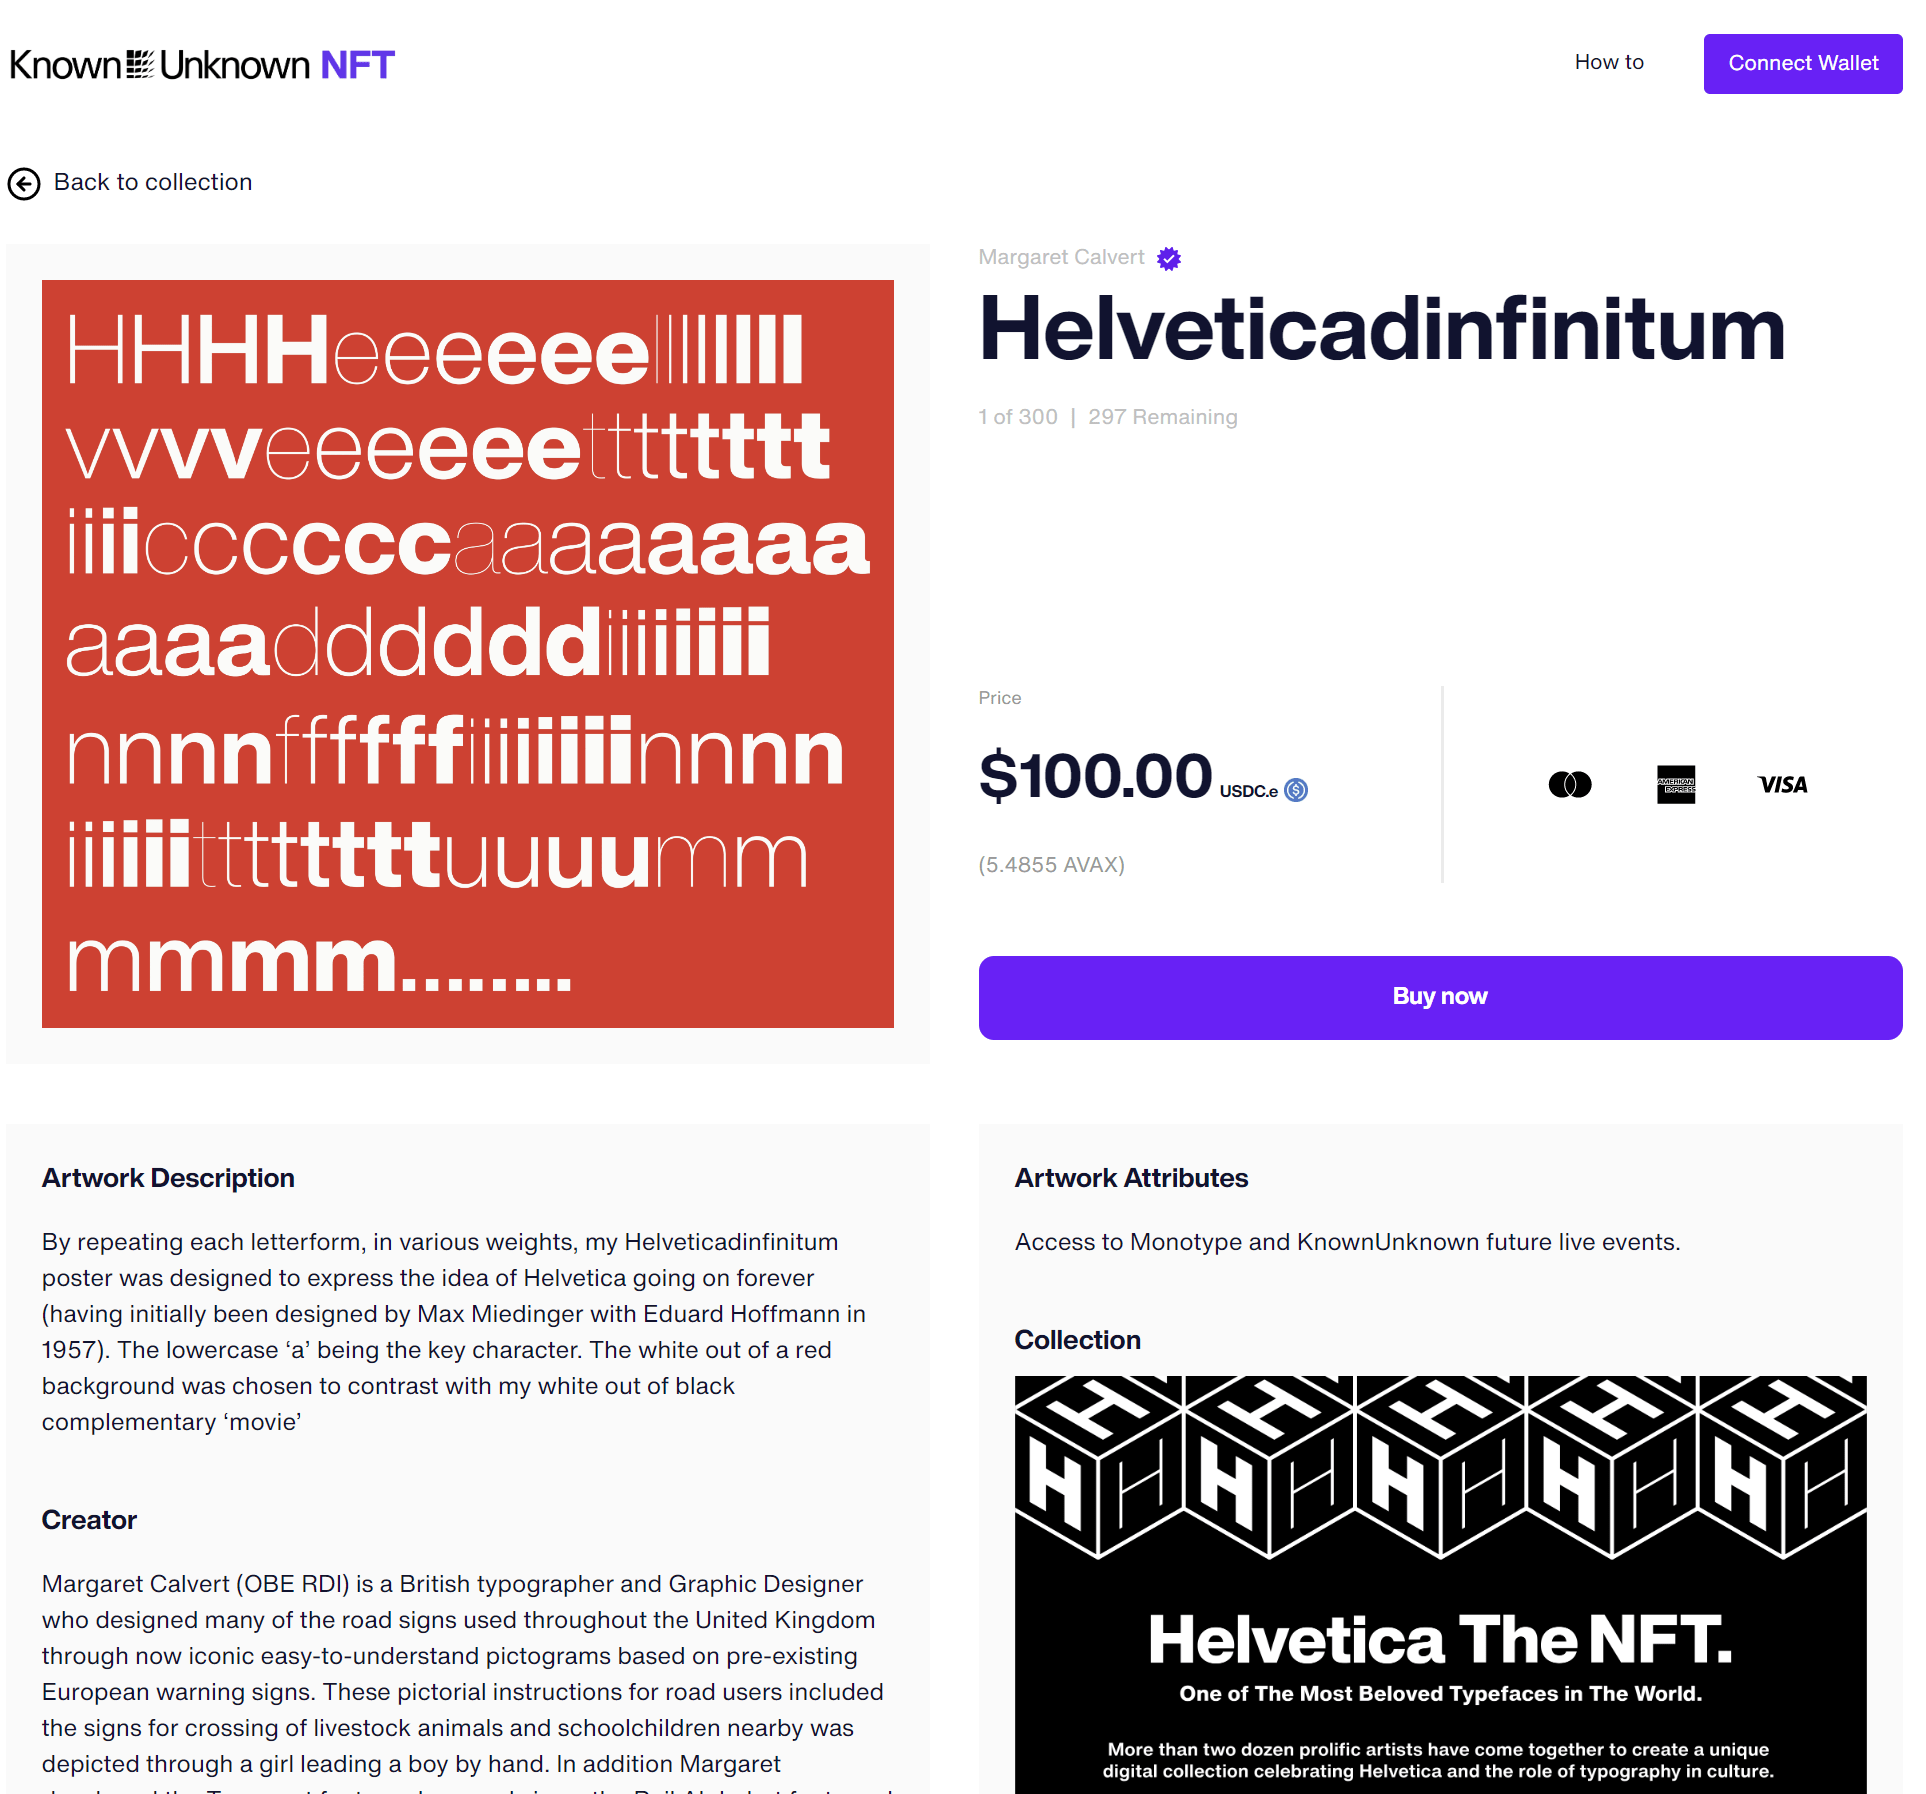 Known Unknown NFT
How to
Connect Wallet
Back to collection
HHHHeeeeeellllllll
vvvveeeeeetttttttt
iiiiccccccaaaaaaaa
aaaaddddddiiiiiiii
nnnnffffffiiiiiiiinnnn
iiiiiittttttttuuuumm
mmmm........
Margaret Calvert
Helveticadinfinitum
1 of 300 | 297 Remaining
Price
$100.00 USDC.e
(5.4855 AVAX)
AMERICAN
EXPRESS
VISA
Buy now
Artwork Description
By repeating each letterform, in various weights, my Helveticadinfinitum
poster was designed to express the idea of Helvetica going on forever
(having initially been designed by Max Miedinger with Eduard Hoffmann in
1957). The lowercase ‘a’ being the key character. The white out of a red
background was chosen to contrast with my white out of black
complementary ‘movie’
Creator
Margaret Calvert (OBE RDI) is a British typographer and Graphic Designer
who designed many of the road signs used throughout the United Kingdom
through now iconic easy-to-understand pictograms based on pre-existing
European warning signs. These pictorial instructions for road users included
the signs for crossing of livestock animals and schoolchildren nearby was
depicted through a girl leading a boy by hand. In addition Margaret
Artwork Attributes
Access to Monotype and KnownUnknown future live events.
Collection
H H H H H
H H H H H H H H H H
Helvetica The NFT.
One of The Most Beloved Typefaces in The World.
More than two dozen prolific artists have come together to create a unique
digital collection celebrating Helvetica and the role of typography in culture.